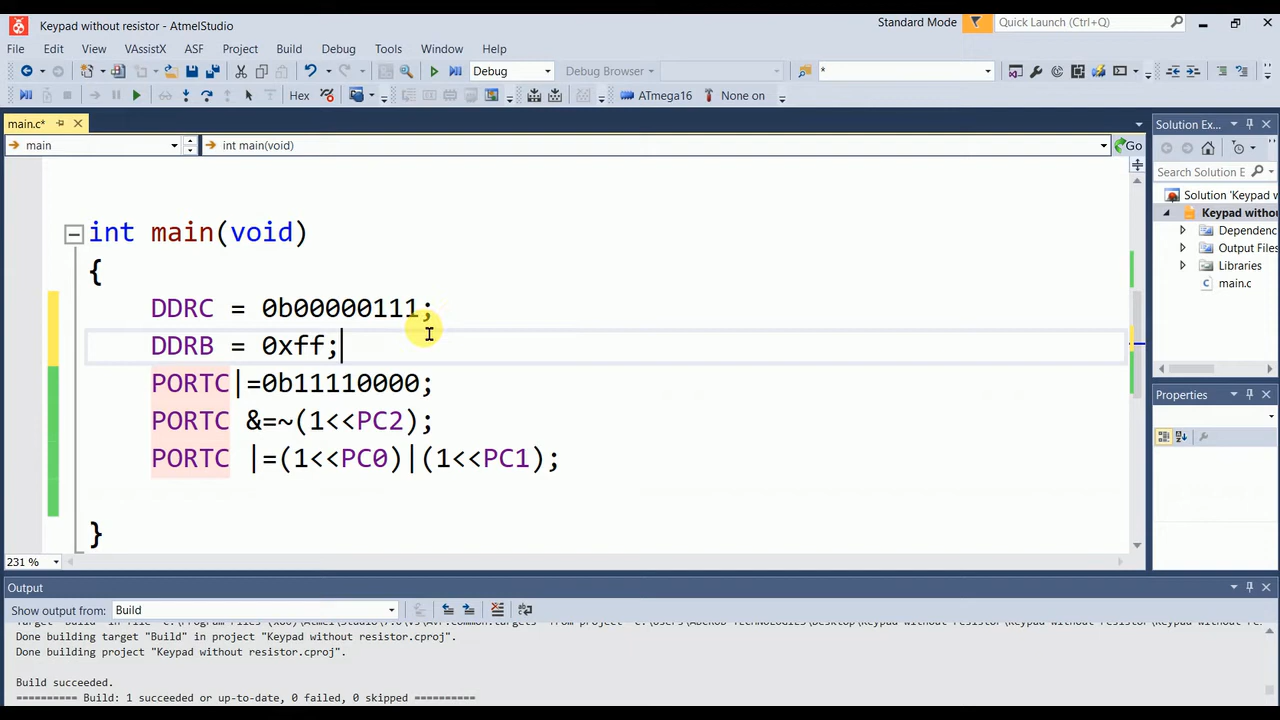 Keypad without resistor - AtmelStudio
Standard Mode
Quick Launch (Ctrl+Q)
File Edit View VAssistX ASF Project Build Debug Tools Window Help
Debug
Debug Browser
*
Hex
ATmega16
None on
main.c*
main
int main(void)
Go
int main(void)
{
DDRC = 0b00000111;
DDRB = 0xff;
PORTC|=0b11110000;
PORTC &=~(1<<PC2);
PORTC |=(1<<PC0)|(1<<PC1);
}
231 %
Solution Ex...
Search Solution E
Solution 'Keypad w
Keypad witho
Dependenc
Output Files
Libraries
main.c
Properties
Output
Show output from: Build
Done building target "Build" in project "Keypad without resistor.cproj".
Done building project "Keypad without resistor.cproj".
Build succeeded.
========== Build: 1 succeeded or up-to-date, 0 failed, 0 skipped ==========